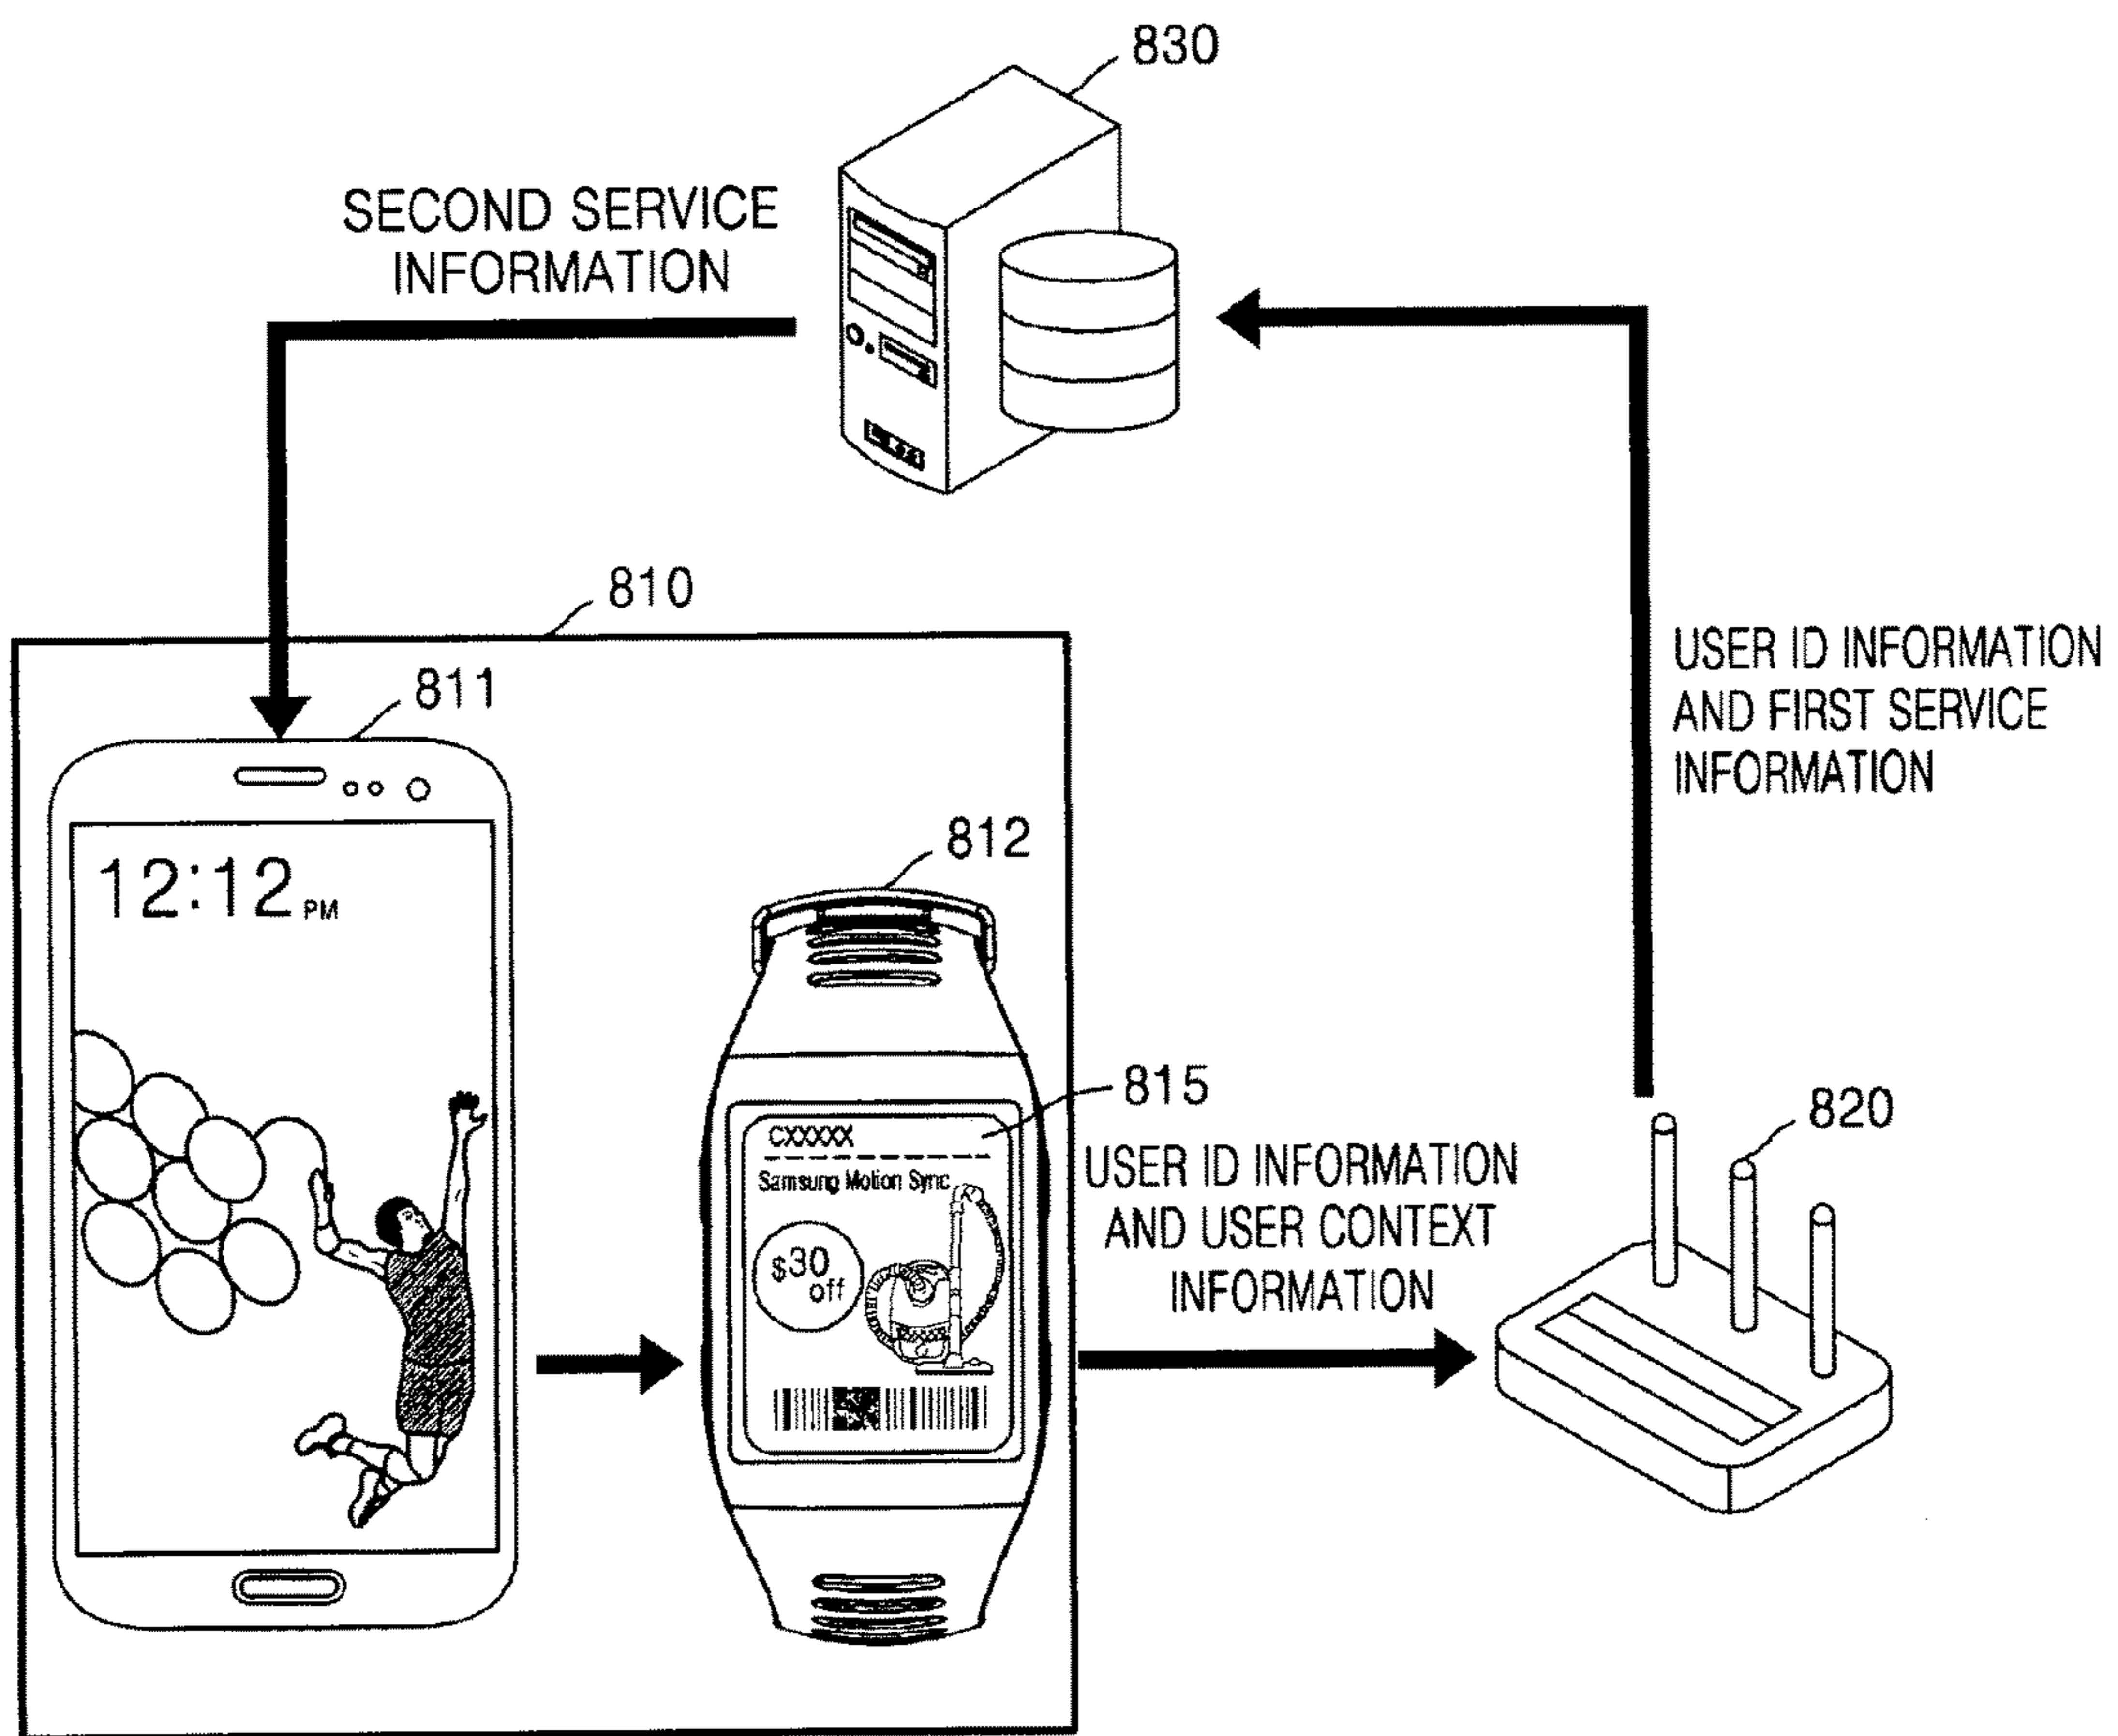 830
SECOND SERVICE
INFORMATION
810
811
USER ID INFORMATION
AND FIRST SERVICE
INFORMATION
812
12:12 PM
815
820
CXXXXX
Samsung Motion Sync
$30
off
USER ID INFORMATION
AND USER CONTEXT
INFORMATION